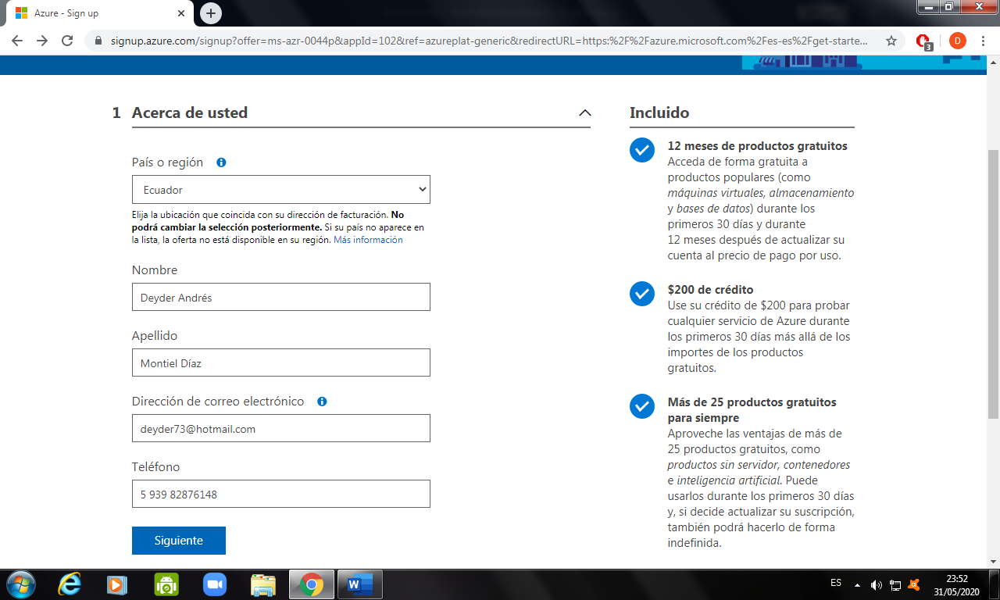 Azure - Sign up
signup.azure.com/signup?offer=ms-azr-0044p&appId=102&ref=azureplat-generic&redirectURL=https:%2F%2Fazure.microsoft.com%2Fes-es%2Fget-starte...
D
3
1 Acerca de usted
País o región
Ecuador
Elija la ubicación que coincida con su dirección de facturación. No
podrá cambiar la selección posteriormente. Si su país no aparece en
la lista, la oferta no está disponible en su región. Más información
Nombre
Deyder Andrés
Apellido
Montiel Díaz
Dirección de correo electrónico
deyder73@hotmail.com
Teléfono
5 939 82876148
Siguiente
Incluido
12 meses de productos gratuitos
Acceda de forma gratuita a
productos populares (como
máquinas virtuales, almacenamiento
y bases de datos) durante los
primeros 30 días y durante
12 meses después de actualizar su
cuenta al precio de pago por uso.
$200 de crédito
Use su crédito de $200 para probar
cualquier servicio de Azure durante
los primeros 30 días más allá de los
importes de los productos
gratuitos.
Más de 25 productos gratuitos
para siempre
Aproveche las ventajas de más de
25 productos gratuitos, como
productos sin servidor, contenedores
e inteligencia artificial. Puede
usarlos durante los primeros 30 días
y, si decide actualizar su suscripción,
también podrá hacerlo de forma
indefinida.
W
ES
23:52
31/05/2020